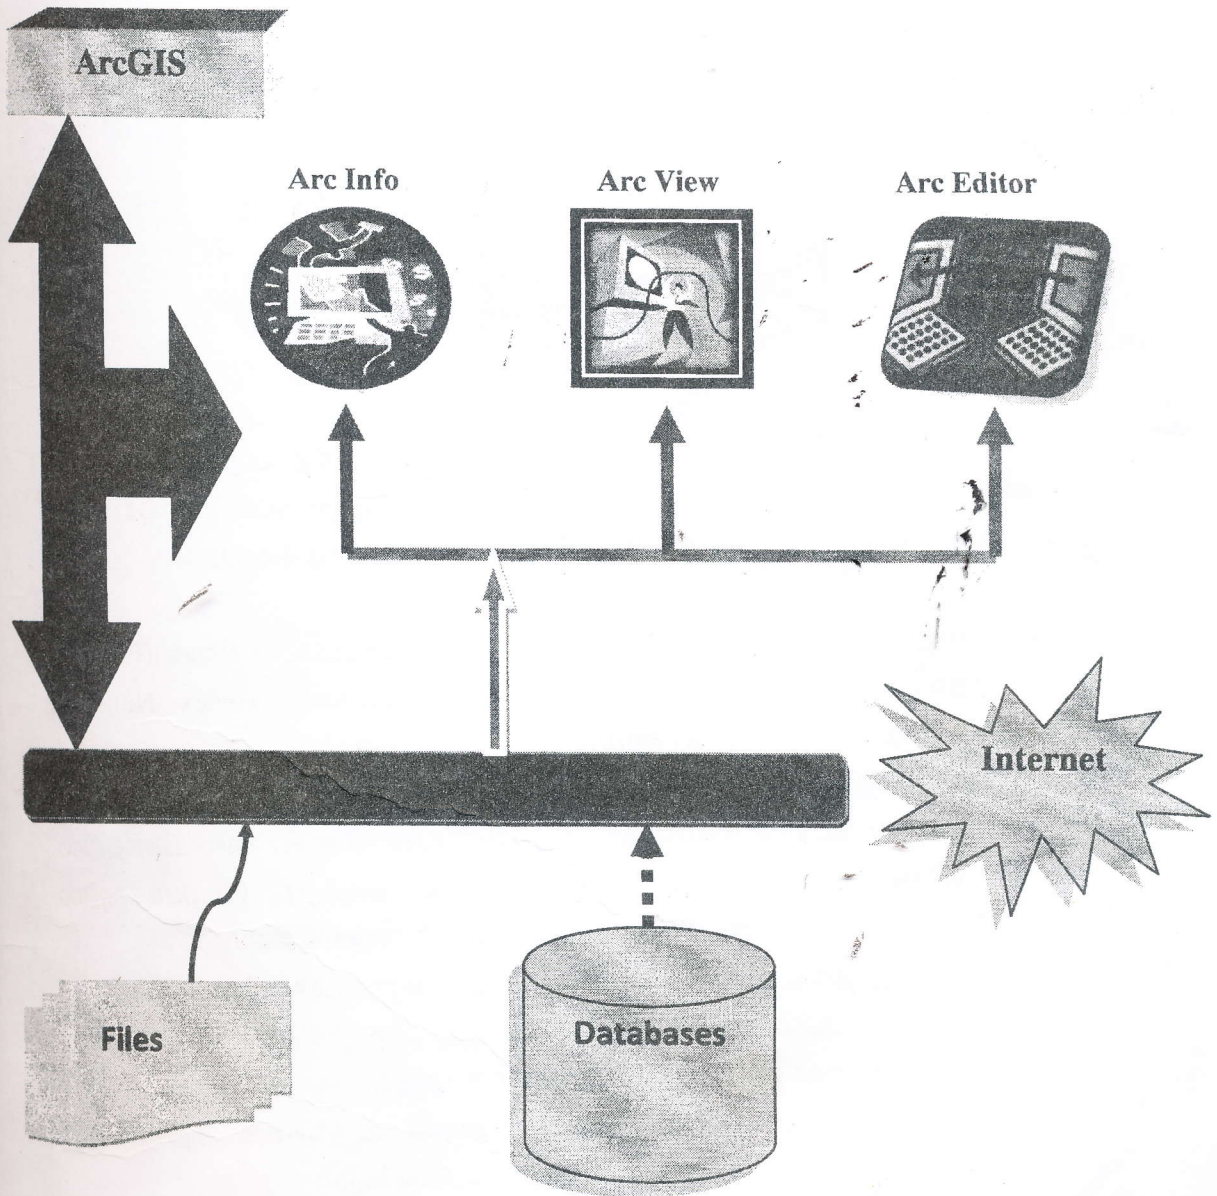 ArcGIS
Arc Info
Arc View
Arc Editor
Internet
Files
Databases